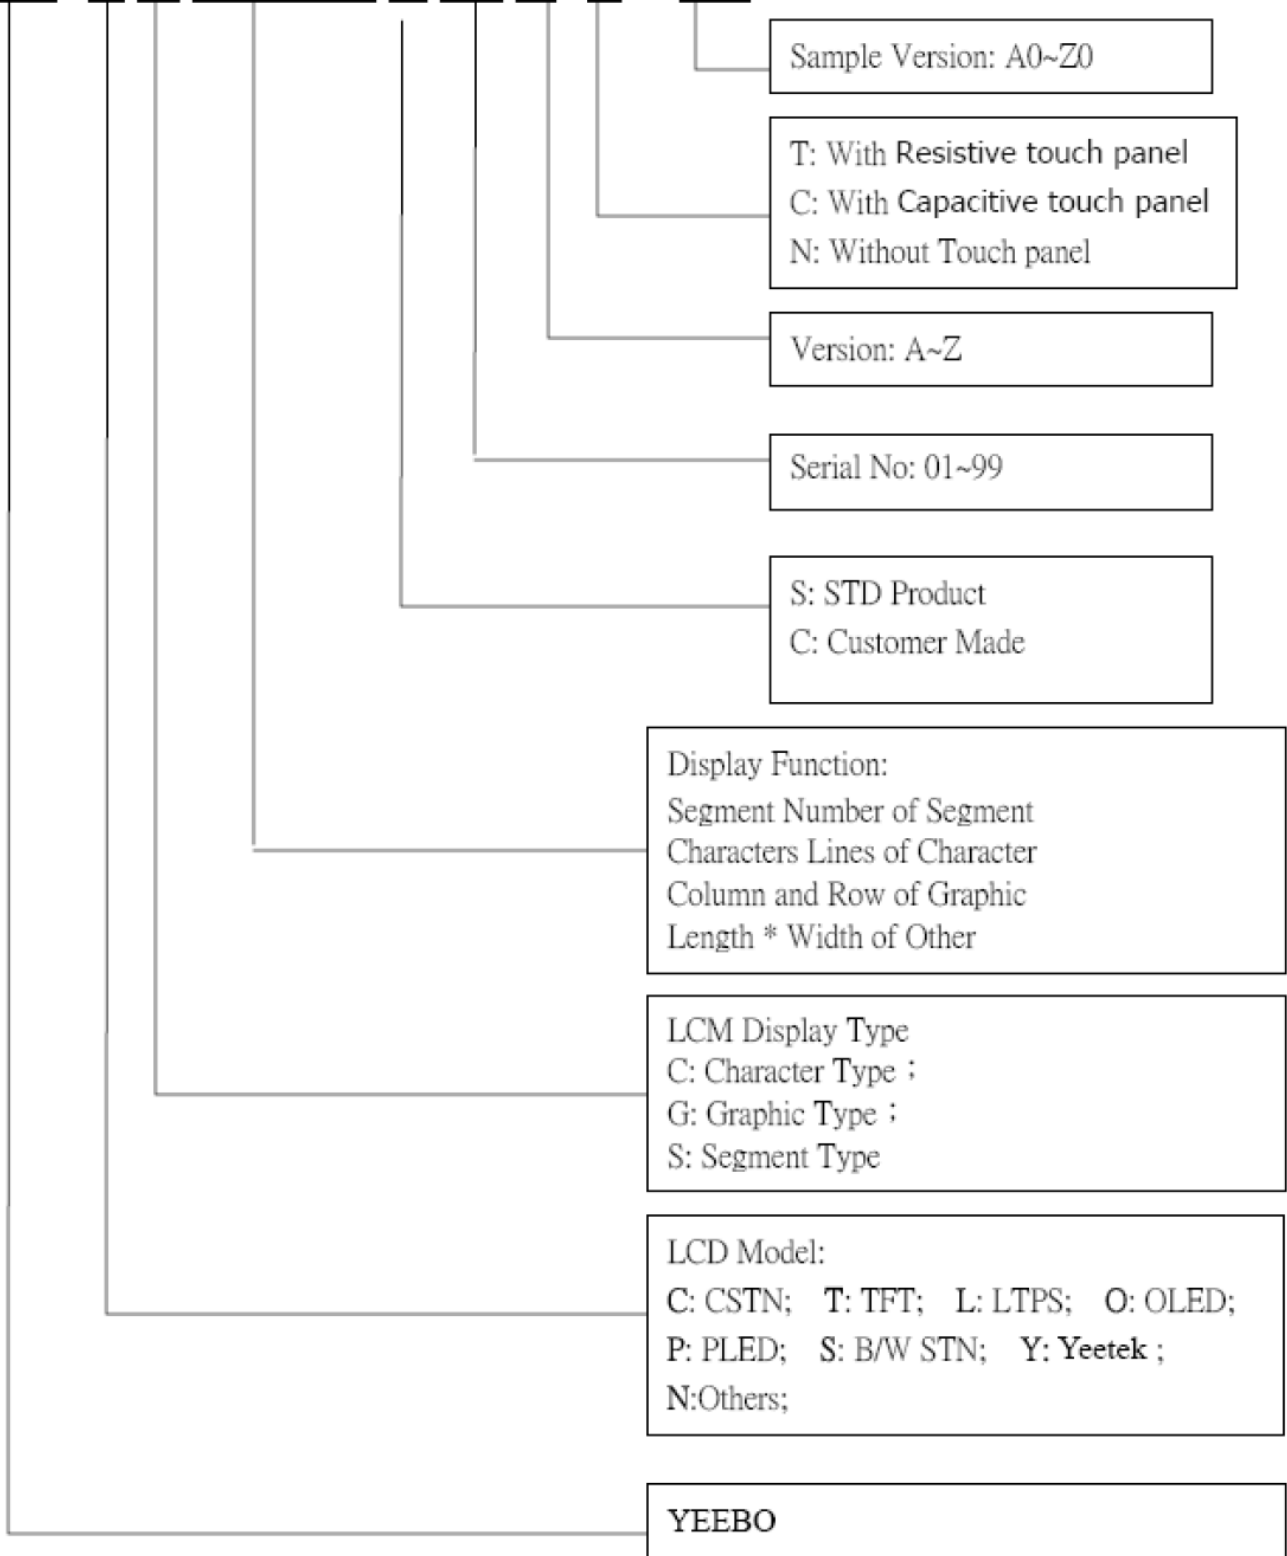 Sample Version: A0~Z0
T: With Resistive touch panel
C: With Capacitive touch panel
N: Without Touch panel
Version: A~Z
Serial No: 01~99
S: STD Product
C: Customer Made
Display Function:
Segment Number of Segment
Characters Lines of Character
Column and Row of Graphic
Length * Width of Other
LCM Display Type
C: Character Type；
G: Graphic Type；
S: Segment Type
LCD Model:
C: CSTN; T: TFT; L: LTPS; O: OLED;
P: PLED; S: B/W STN; Y: Yeetek ;
N:Others;
YEEBO